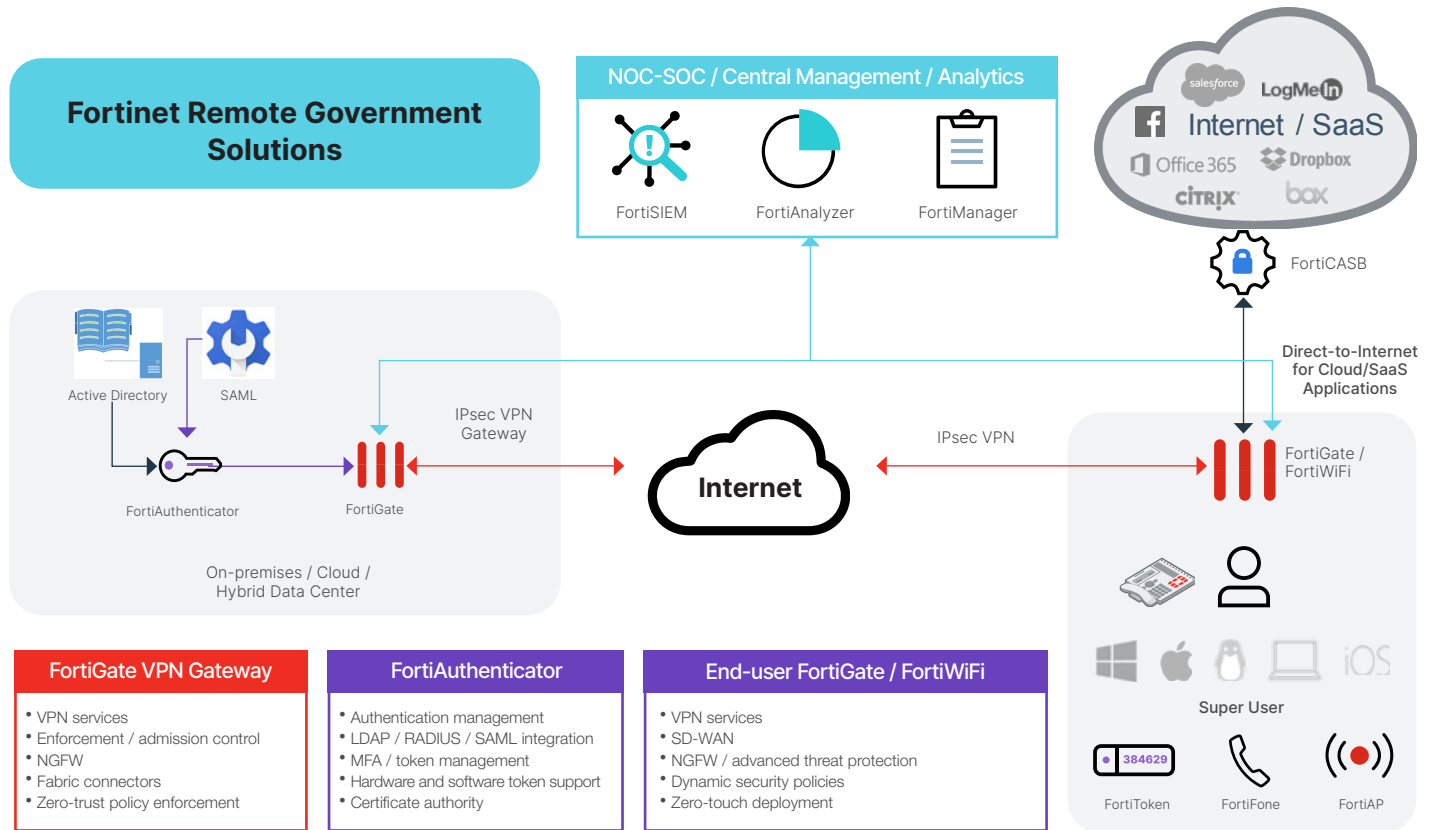 Fortinet Remote Government
Solutions
NOC-SOC / Central Management / Analytics
FortiSIEM
FortiAnalyzer
FortiManager
salesforce
LogMeIn
f
Internet / SaaS
Office 365
Dropbox
CİTRIX
box
FortiCASB
Active Directory
SAML
FortiAuthenticator
FortiGate
IPsec VPN
Gateway
On-premises / Cloud /
Hybrid Data Center
Internet
IPsec VPN
Direct-to-Internet
for Cloud/SaaS
Applications
FortiGate /
FortiWiFi
iOS
Super User
384629
FortiToken
FortiFone
FortiAP
FortiGate VPN Gateway
• VPN services
• Enforcement / admission control
• NGFW
• Fabric connectors
• Zero-trust policy enforcement
FortiAuthenticator
• Authentication management
• LDAP / RADIUS / SAML integration
• MFA / token management
• Hardware and software token support
• Certificate authority
End-user FortiGate / FortiWiFi
• VPN services
• SD-WAN
• NGFW / advanced threat protection
• Dynamic security policies
• Zero-touch deployment